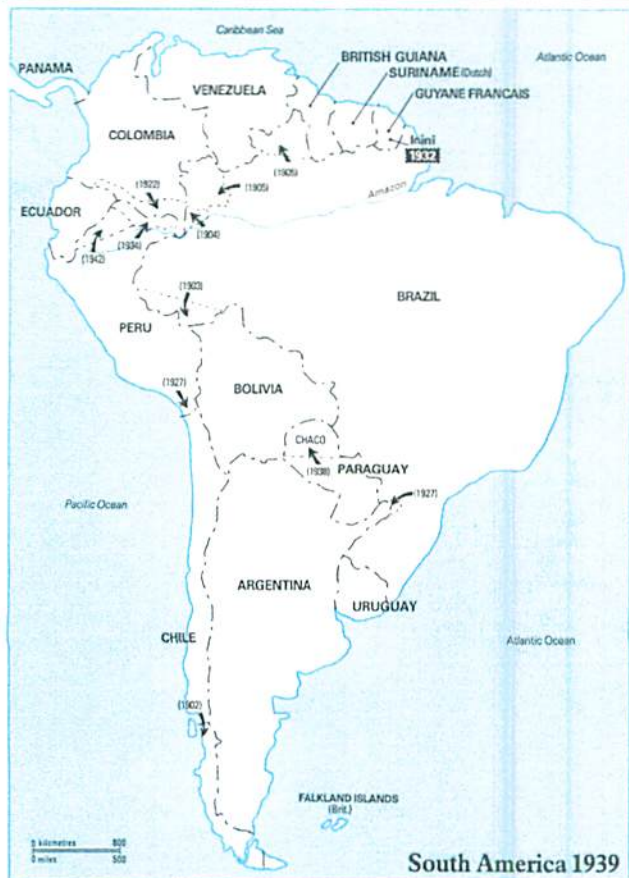 Caribbean Sea
PANAMA
BRITISH GUIANA
SURINAME (Dutch)
Atlantic Ocean
VENEZUELA
GUYANE FRANCAIS
COLOMBIA
Inini
1932
(1905)
(1922)
(1905)
Amazon
ECUADOR
(1942)
(1934)
(1904)
(1903)
BRAZIL
PERU
(1927)
BOLIVIA
CHACO
(1938)
PARAGUAY
(1927)
Pacific Ocean
ARGENTINA
URUGUAY
CHILE
Atlantic Ocean
(1902)
FALKLAND ISLANDS
(Brit.)
0 kilometres 800
0 miles 500
South America 1939